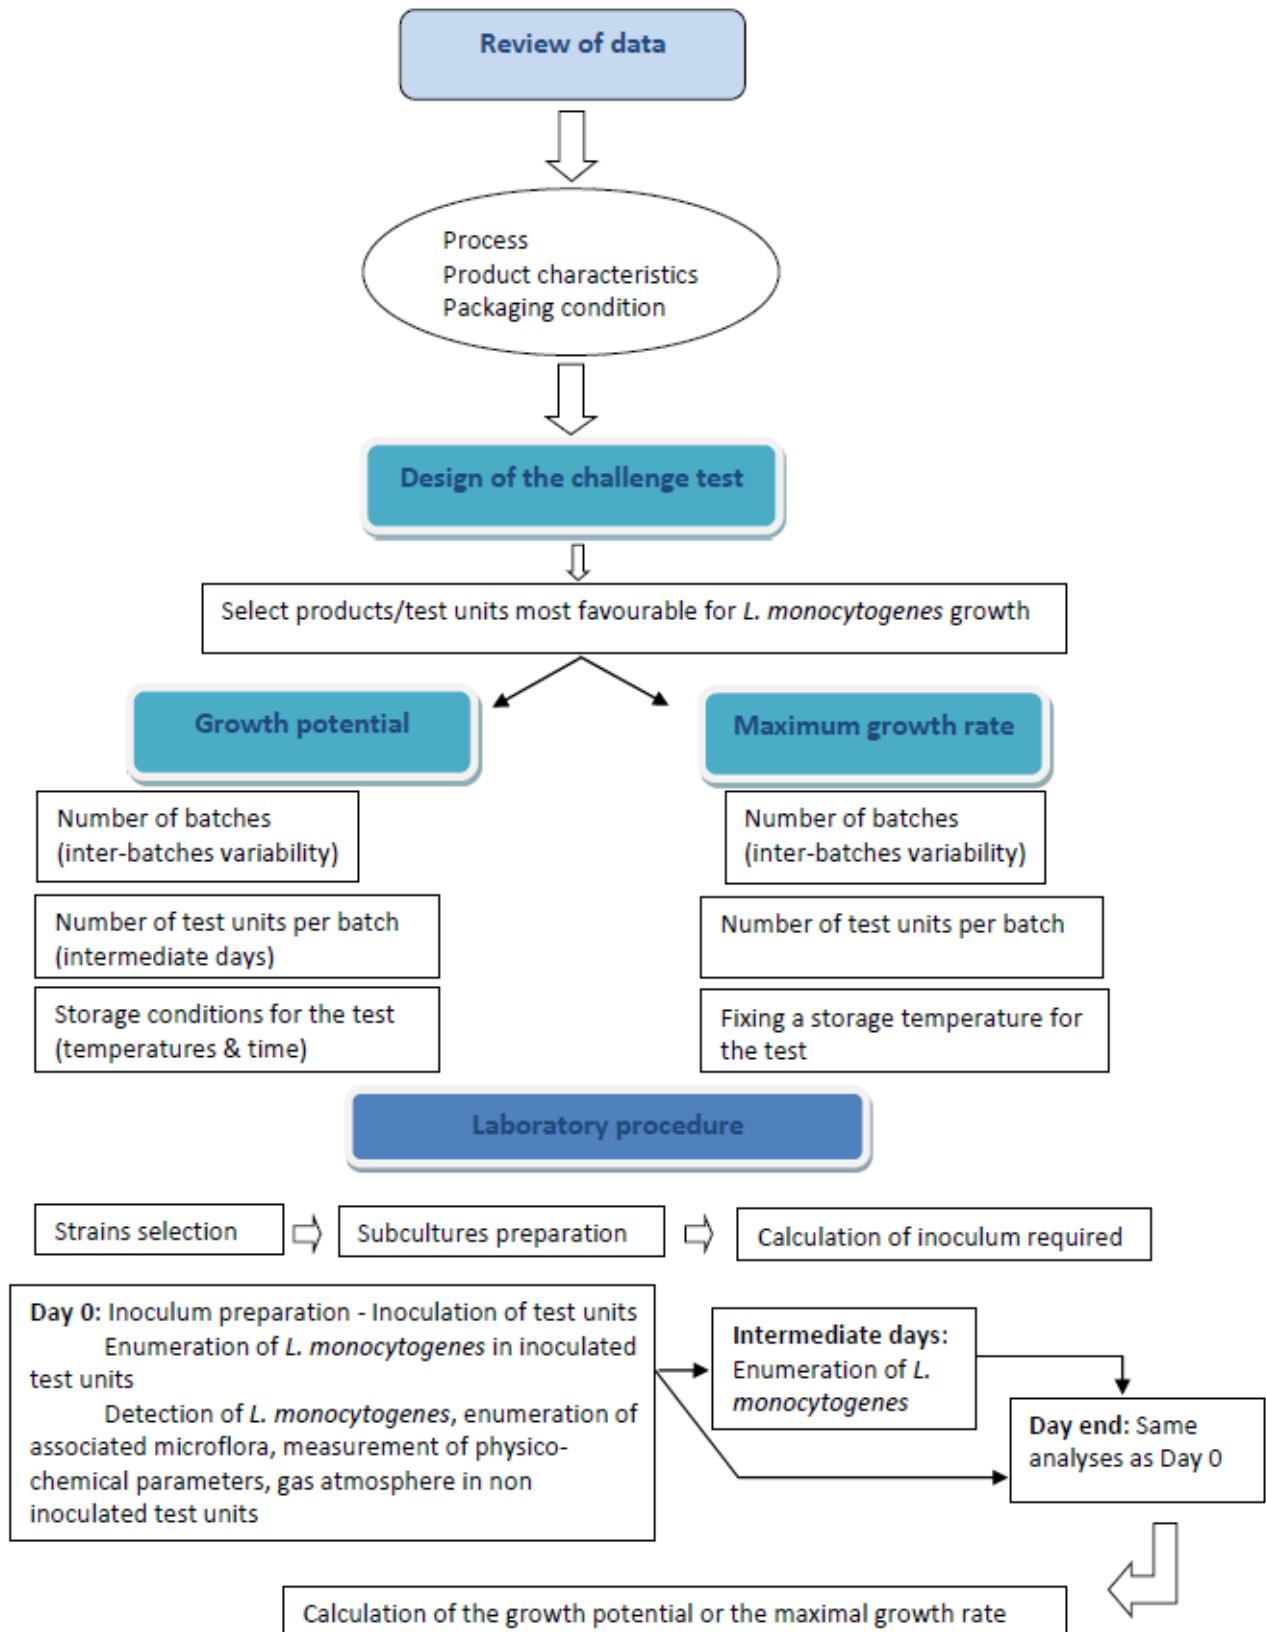 Review of data
Process
Product characteristics
Packaging condition
Design of the challenge test
Select products/test units most favourable for L. monocytogenes growth
Growth potential
Number of batches
(inter-batches variability)
Number of test units per batch
(intermediate days)
Storage conditions for the test
(temperatures & time)
Maximum growth rate
Number of batches
(inter-batches variability)
Number of test units per batch
Fixing a storage temperature for
the test
Laboratory procedure
Strains selection
Subcultures preparation
Calculation of inoculum required
Day 0: Inoculum preparation - Inoculation of test units
Enumeration of L. monocytogenes in inoculated
test units
Detection of L. monocytogenes, enumeration of
associated microflora, measurement of physico-
chemical parameters, gas atmosphere in non
inoculated test units
Intermediate days:
Enumeration of L.
monocytogenes
Day end: Same
analyses as Day 0
Calculation of the growth potential or the maximal growth rate